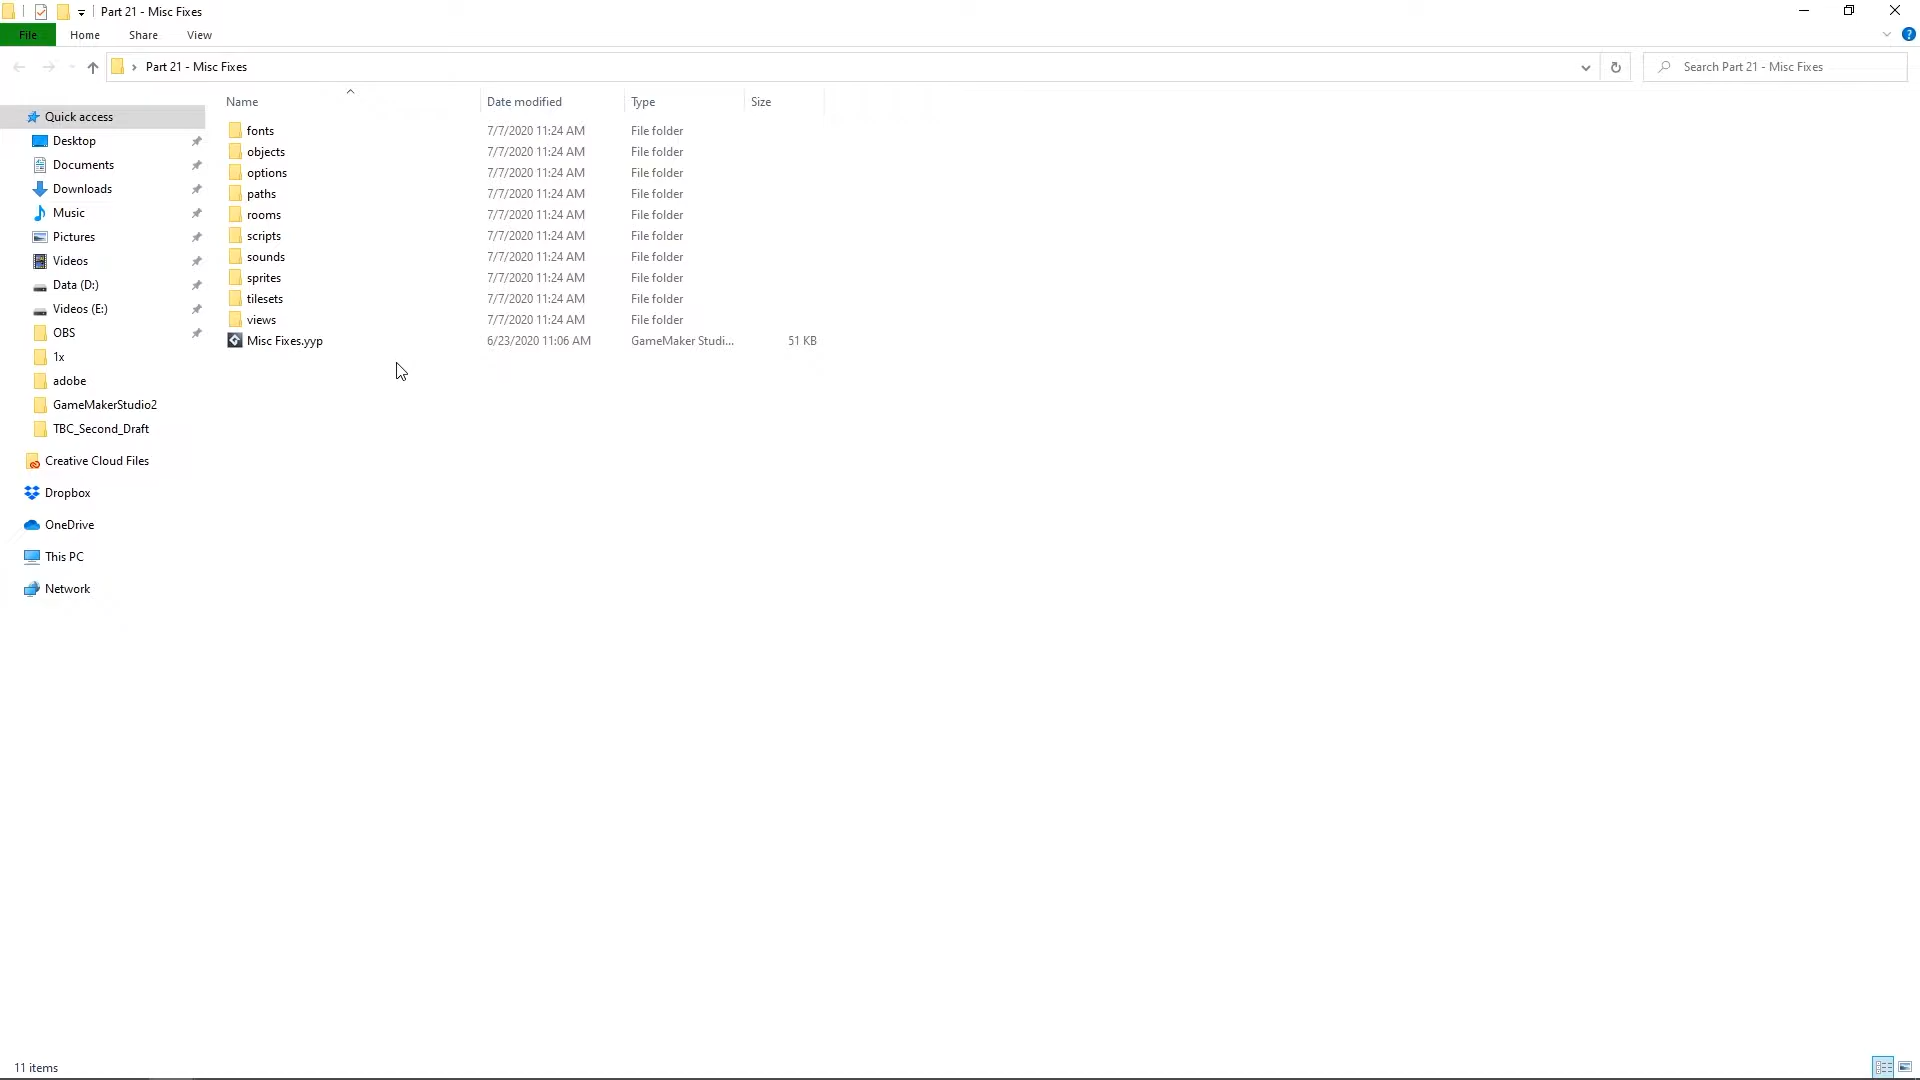 Part 21 - Misc Fixes
File Home Share View
Part 21 - Misc Fixes Search Part 21 - Misc Fixes
Name Date modified Type Size
Quick access
Desktop
Documents
Downloads
Music
Pictures
Videos
Data (D:)
Videos (E:)
OBS
1x
adobe
GameMakerStudio2
TBC_Second_Draft
Creative Cloud Files
Dropbox
OneDrive
This PC
Network
fonts 7/7/2020 11:24 AM File folder
objects 7/7/2020 11:24 AM File folder
options 7/7/2020 11:24 AM File folder
paths 7/7/2020 11:24 AM File folder
rooms 7/7/2020 11:24 AM File folder
scripts 7/7/2020 11:24 AM File folder
sounds 7/7/2020 11:24 AM File folder
sprites 7/7/2020 11:24 AM File folder
tilesets 7/7/2020 11:24 AM File folder
views 7/7/2020 11:24 AM File folder
Misc Fixes.yyp 6/23/2020 11:06 AM GameMaker Studi... 51 KB
11 items